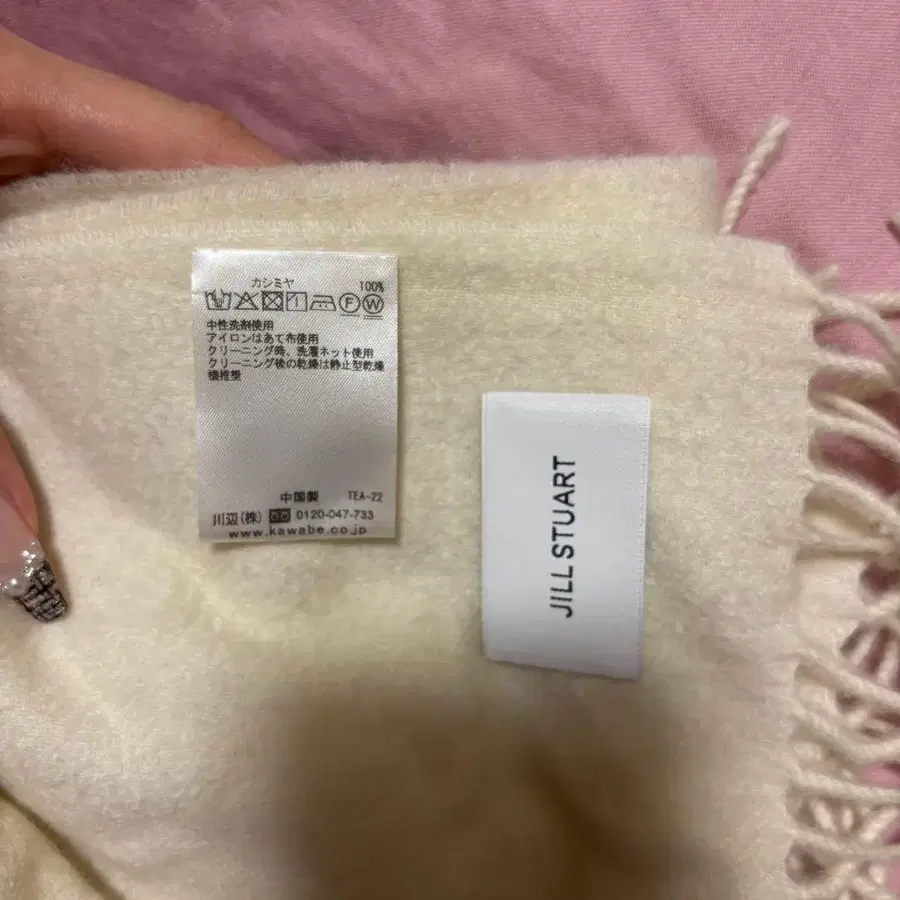 カシミヤ 100%
F W
中性洗剤使用
アイロンはあて布使用
クリーニング時、洗濯ネット使用
クリーニング後の乾燥は静止型乾燥
機推奨
中国製 TEA-22
川辺(株) 0120-047-733
www.kawabe.co.jp
JILL STUART